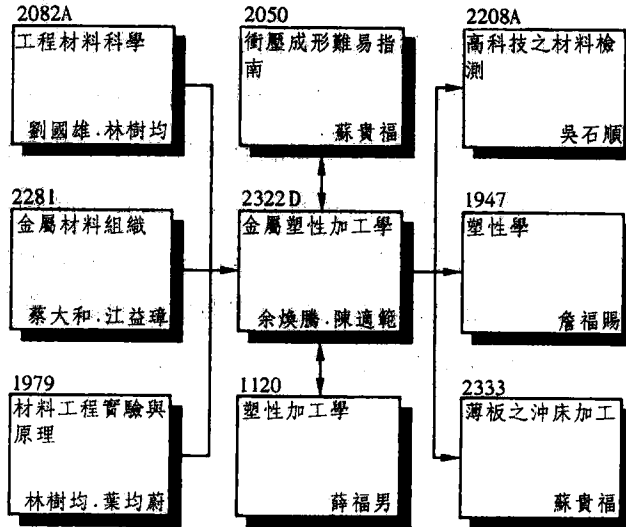 2082A
工程材料科學
劉國雄．林樹均
2050
衝壓成形難易指
南
蘇貴福
2208A
高科技之材料檢
測
吳石順
2281
金屬材料組織
蔡大和．江益璋
2322D
金屬塑性加工學
余煥騰．陳適範
1947
塑性學
詹福賜
1979
材料工程實驗與
原理
林樹均．葉均蔚
1120
塑性加工學
薛福男
2333
薄板之沖床加工
蘇貴福